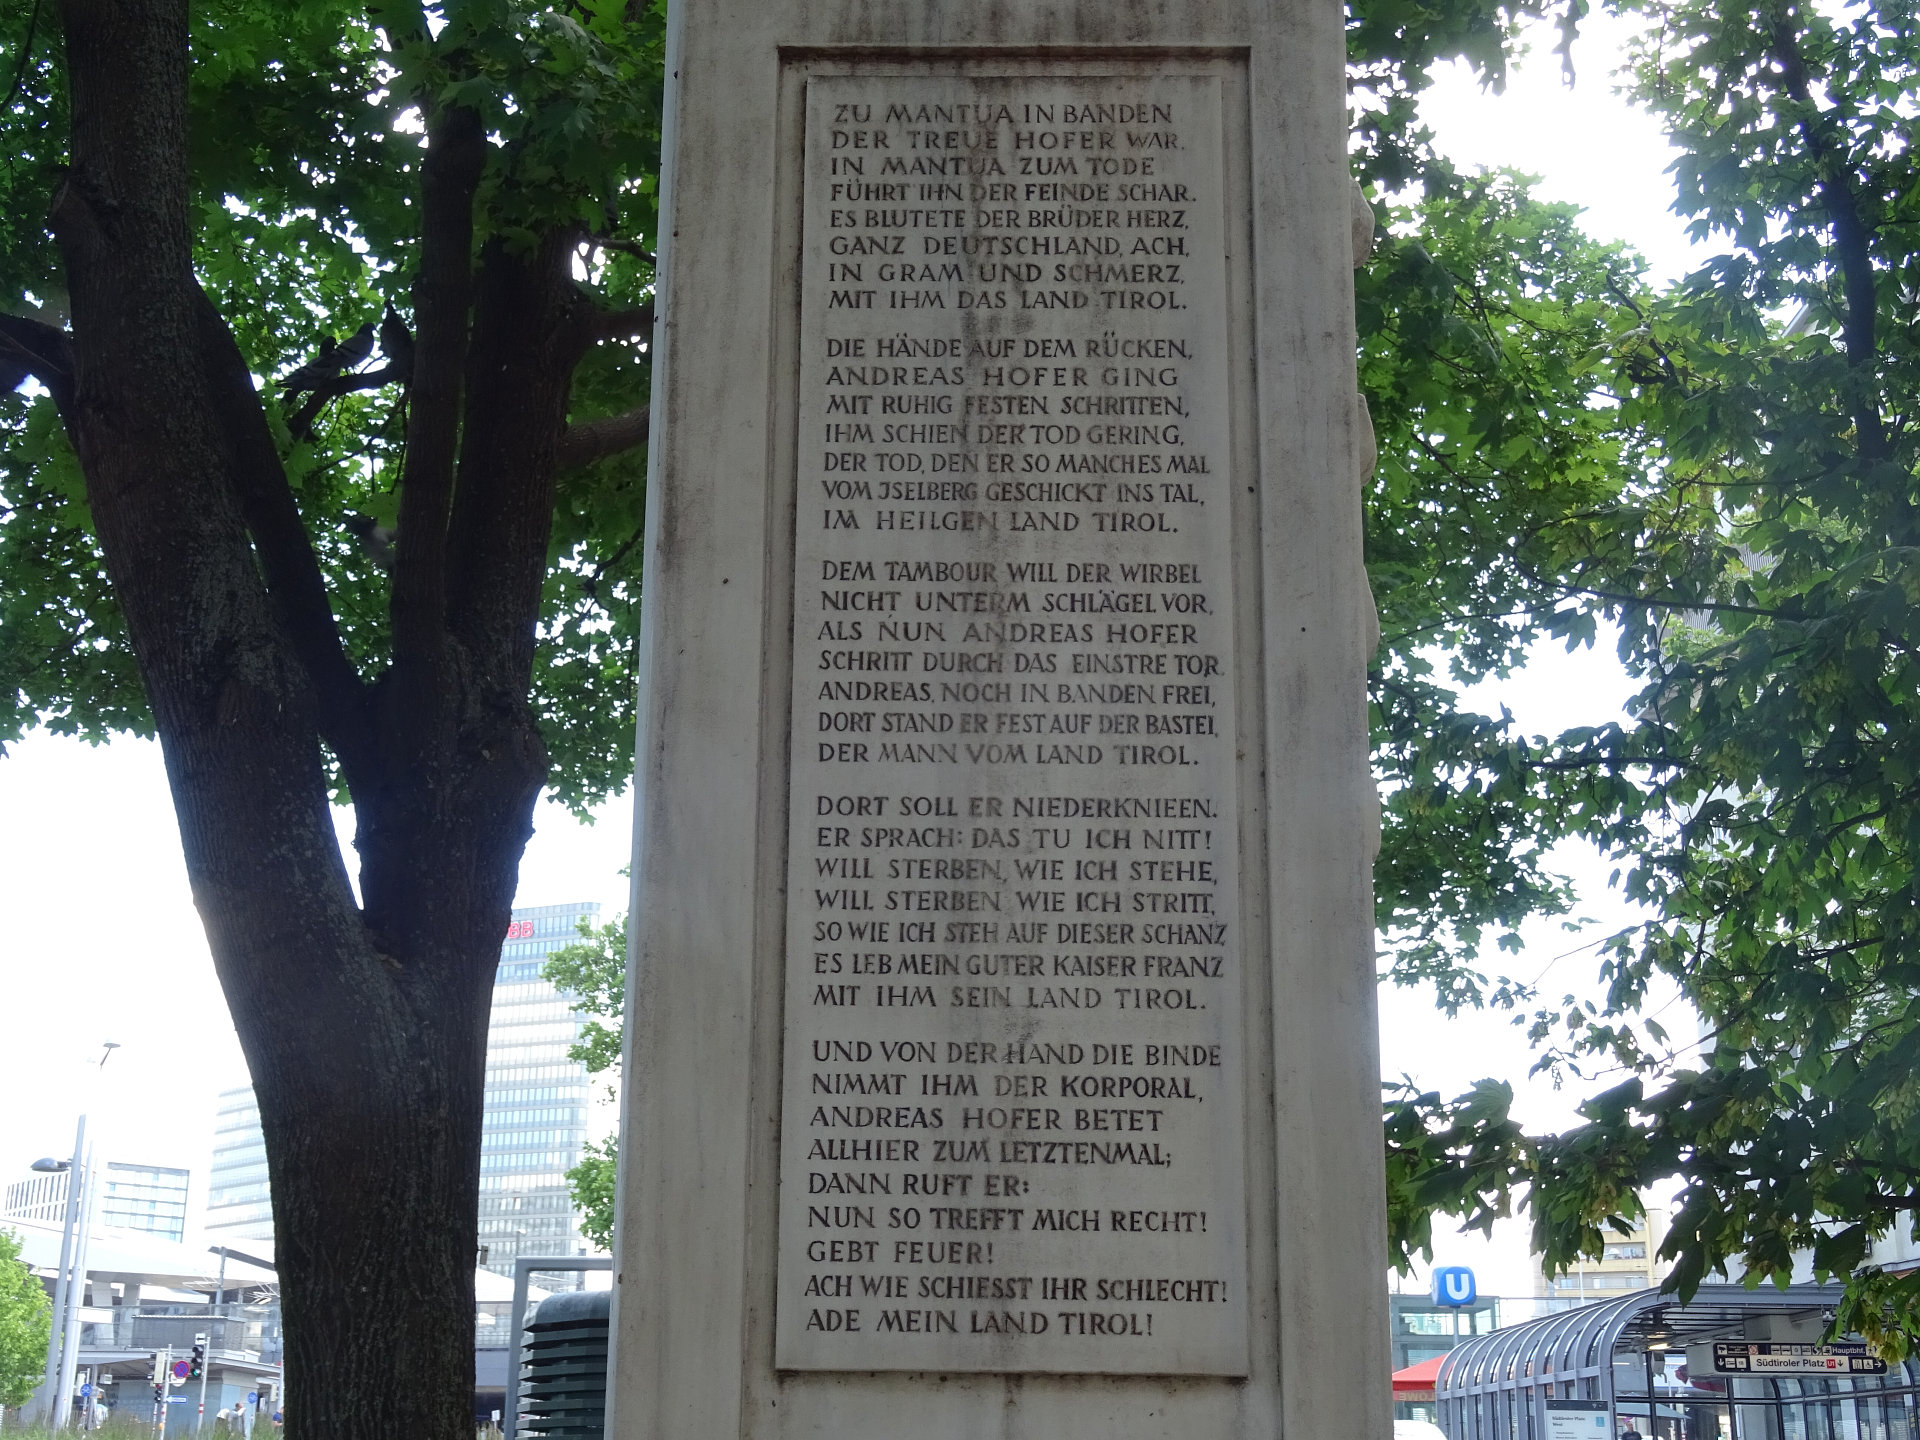 ZU MANTUA IN BANDEN
DER TREUE HOFER WAR.
IN MANTUA ZUM TODE
FÜHRT IHN DER FEINDE SCHAR.
ES BLUTETE DER BRÜDER HERZ,
GANZ DEUTSCHLAND, ACH,
IN GRAM UND SCHMERZ,
MIT IHM DAS LAND TIROL.
DIE HÄNDE AUF DEM RÜCKEN,
ANDREAS HOFER GING
MIT RUHIG FESTEN SCHRITTEN,
IHM SCHIEN DER TOD GERING,
DER TOD, DEN ER SO MANCHES MAL
VOM JSELBERG GESCHICKT INS TAL,
IM HEILGEN LAND TIROL.
DEM TAMBOUR WILL DER WIRBEL
NICHT UNTERM SCHLÄGEL VOR,
ALS NUN ANDREAS HOFER
SCHRITT DURCH DAS EINSTRE TOR.
ANDREAS, NOCH IN BANDEN FREI,
DORT STAND ER FEST AUF DER BASTEI,
DER MANN VOM LAND TIROL.
DORT SOLL ER NIEDERKNIEEN.
ER SPRACH: DAS TU ICH NITT!
WILL STERBEN, WIE ICH STEHE,
WILL STERBEN WIE ICH STRITT,
SO WIE ICH STEH AUF DIESER SCHANZ
ES LEB MEIN GUTER KAISER FRANZ
MIT IHM SEIN LAND TIROL.
UND VON DER HAND DIE BINDE
NIMMT IHM DER KORPORAL,
ANDREAS HOFER BETET
ALLHIER ZUM LETZTENMAL;
DANN RUFT ER:
NUN SO TREFFT MICH RECHT!
GEBT FEUER!
ACH WIE SCHIESST IHR SCHLECHT!
ADE MEIN LAND TIROL!
U
Hauptbhf.
Südtiroler Platz U1